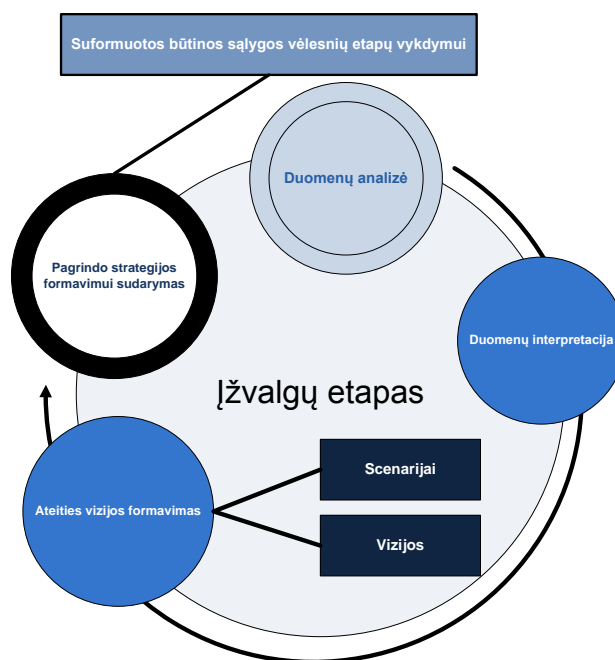 Suformuotos būtinos sąlygos vėlesnių etapų vykdymui
Duomenų analizė
Pagrindo strategijos
formavimui sudarymas
Duomenų interpretacija
Įžvalgų etapas
Scenarijai
Ateities vizijos formavimas
Vizijos